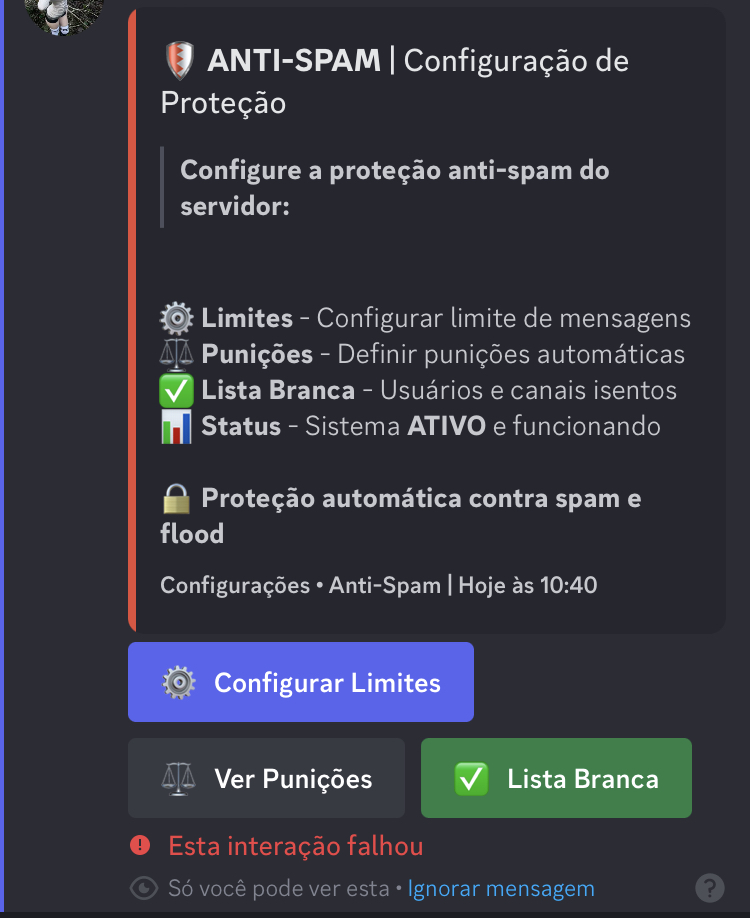 ANTI-SPAM | Configuração de
Proteção
Configure a proteção anti-spam do
servidor:
Limites - Configurar limite de mensagens
Punições - Definir punições automáticas
Lista Branca - Usuários e canais isentos
Status - Sistema ATIVO e funcionando
Proteção automática contra spam e
flood
Configurações • Anti-Spam | Hoje às 10:40
Configurar Limites
Ver Punições
Lista Branca
Esta interação falhou
Só você pode ver esta • Ignorar mensagem